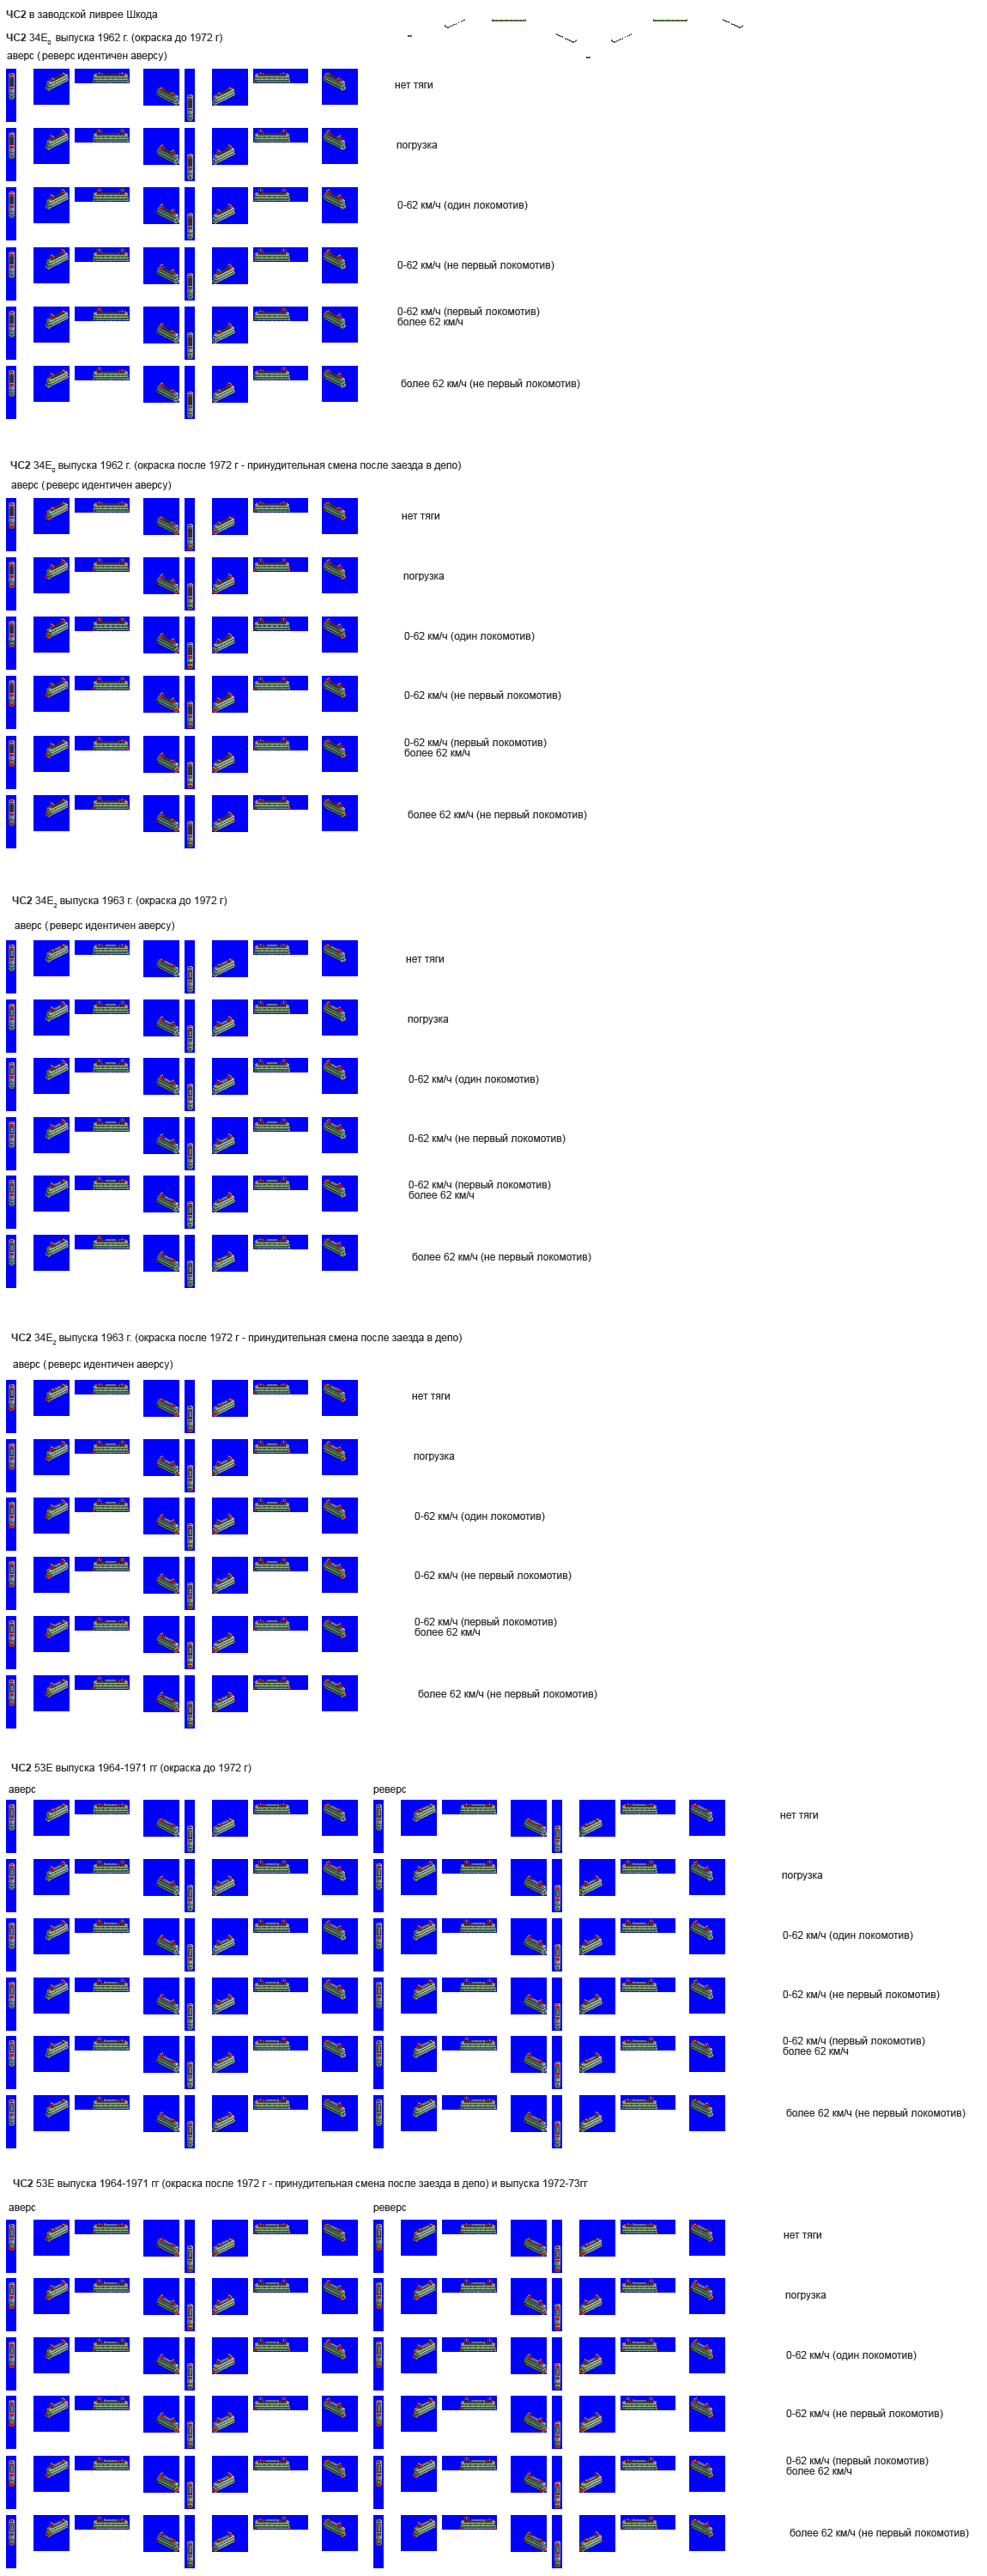 ЧС2 в заводской ливрее Шкода
ЧС2 34Е0 выпуска 1962 г. (окраска до 1972 г)
аверс (реверс идентичен аверсу)
нет тяги
погрузка
0-62 км/ч (один локомотив)
0-62 км/ч (не первый локомотив)
0-62 км/ч (первый локомотив)
более 62 км/ч
более 62 км/ч (не первый локомотив)
ЧС2 34Е0 выпуска 1962 г. (окраска после 1972 г - принудительная смена после заезда в депо)
аверс (реверс идентичен аверсу)
нет тяги
погрузка
0-62 км/ч (один локомотив)
0-62 км/ч (не первый локомотив)
0-62 км/ч (первый локомотив)
более 62 км/ч
более 62 км/ч (не первый локомотив)
ЧС2 34Е2 выпуска 1963 г. (окраска до 1972 г)
аверс (реверс идентичен аверсу)
нет тяги
погрузка
0-62 км/ч (один локомотив)
0-62 км/ч (не первый локомотив)
0-62 км/ч (первый локомотив)
более 62 км/ч
более 62 км/ч (не первый локомотив)
ЧС2 34Е2 выпуска 1963 г. (окраска после 1972 г - принудительная смена после заезда в депо)
аверс (реверс идентичен аверсу)
нет тяги
погрузка
0-62 км/ч (один локомотив)
0-62 км/ч (не первый локомотив)
0-62 км/ч (первый локомотив)
более 62 км/ч
более 62 км/ч (не первый локомотив)
ЧС2 53Е выпуска 1964-1971 гг (окраска до 1972 г)
аверс реверс
нет тяги
погрузка
0-62 км/ч (один локомотив)
0-62 км/ч (не первый локомотив)
0-62 км/ч (первый локомотив)
более 62 км/ч
более 62 км/ч (не первый локомотив)
ЧС2 53Е выпуска 1964-1971 гг (окраска после 1972 г - принудительная смена после заезда в депо) и выпуска 1972-73гг
аверс реверс
нет тяги
погрузка
0-62 км/ч (один локомотив)
0-62 км/ч (не первый локомотив)
0-62 км/ч (первый локомотив)
более 62 км/ч
более 62 км/ч (не первый локомотив)